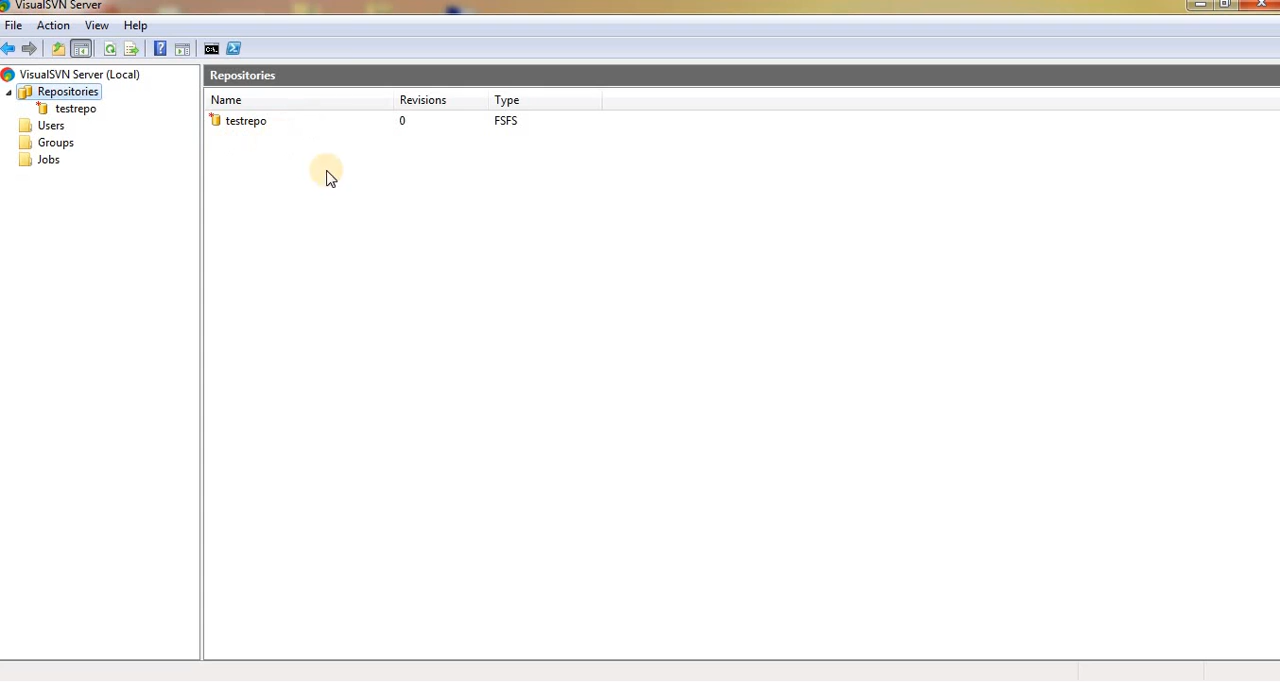 VisualSVN Server
File Action View Help
VisualSVN Server (Local)
Repositories
testrepo
Users
Groups
Jobs
Repositories
Name Revisions Type
testrepo 0 FSFS